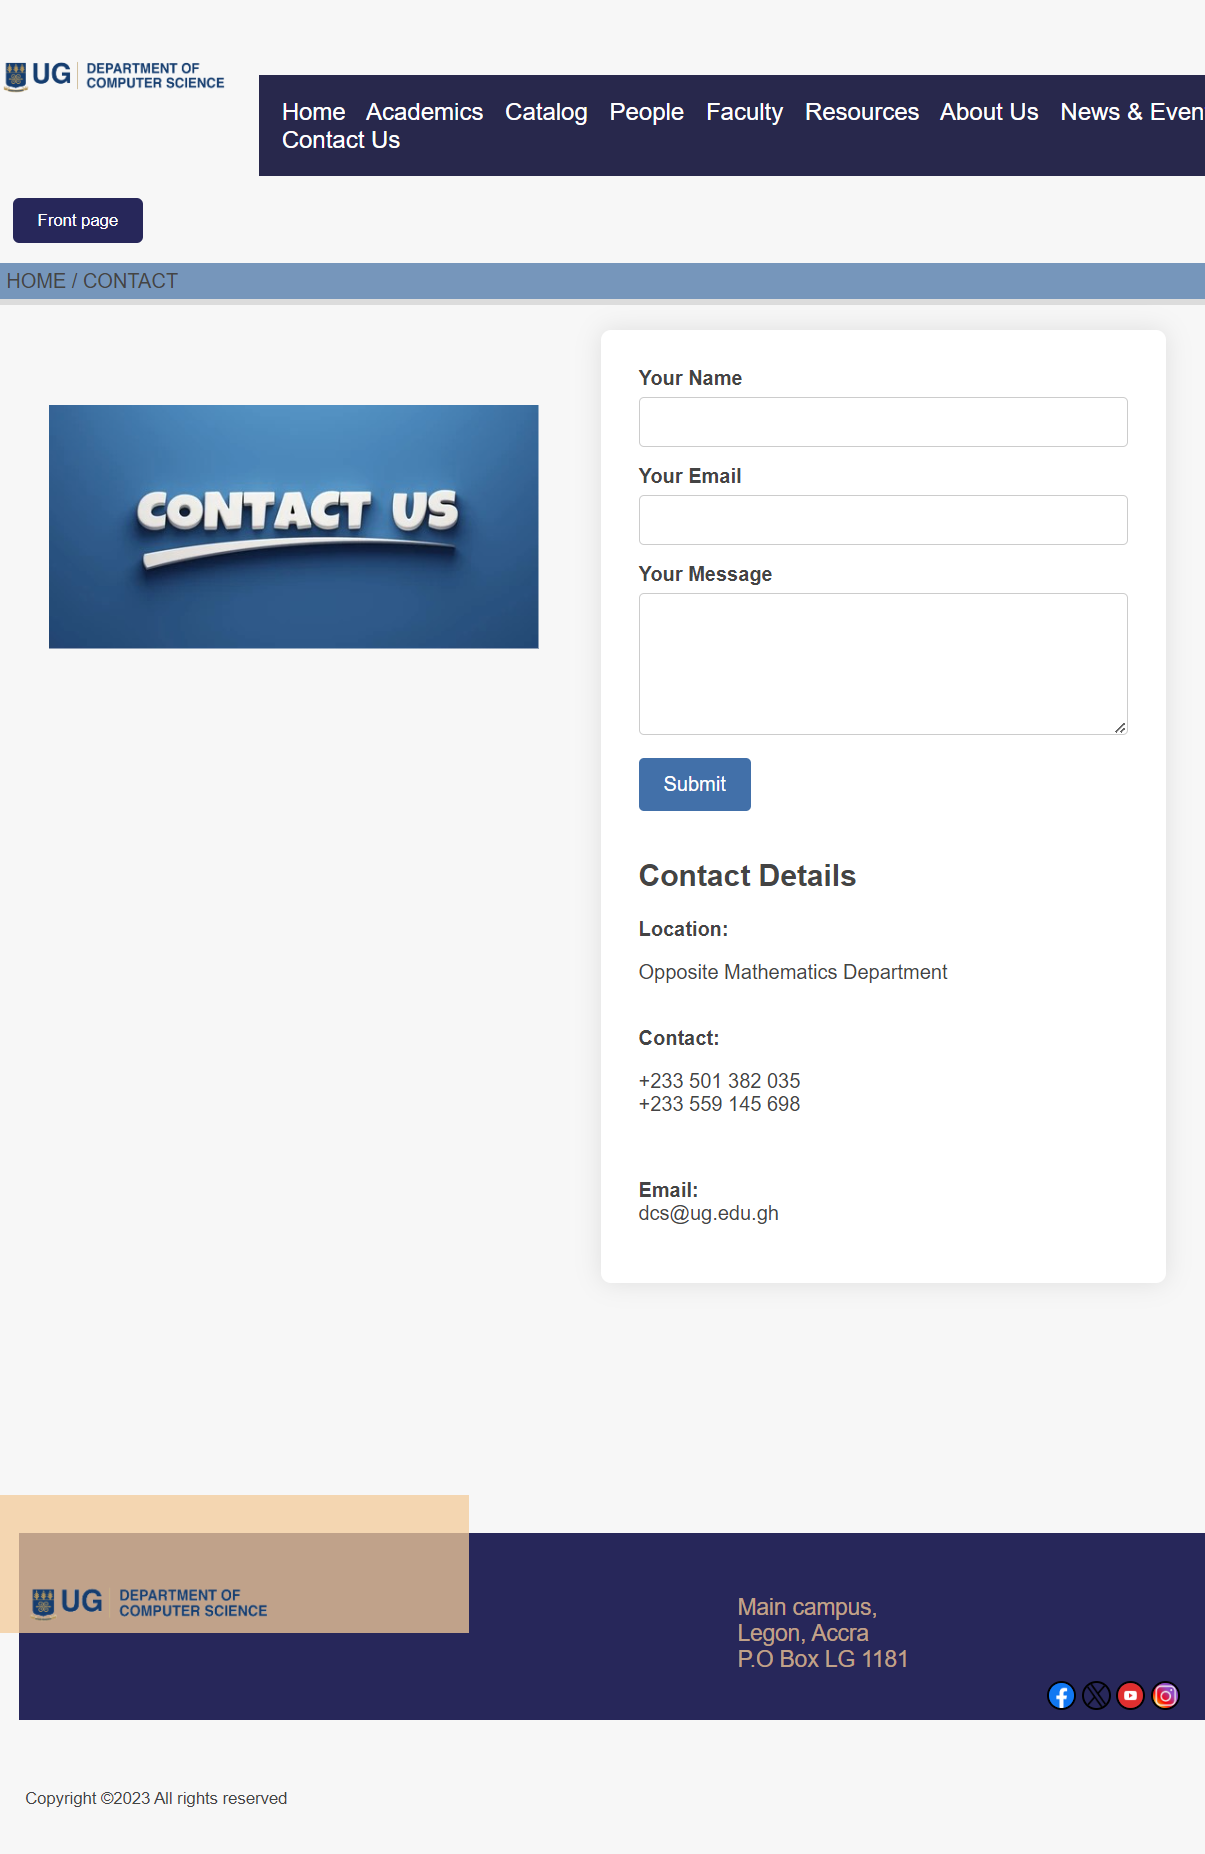 UG DEPARTMENT OF
COMPUTER SCIENCE
Home Academics Catalog People Faculty Resources About Us News & Even
Contact Us
Front page
HOME / CONTACT
CONTACT US
Your Name
Your Email
Your Message
Submit
Contact Details
Location:
Opposite Mathematics Department
Contact:
+233 501 382 035
+233 559 145 698
Email:
dcs@ug.edu.gh
UG DEPARTMENT OF
COMPUTER SCIENCE
Main campus,
Legon, Accra
P.O Box LG 1181
Copyright ©2023 All rights reserved